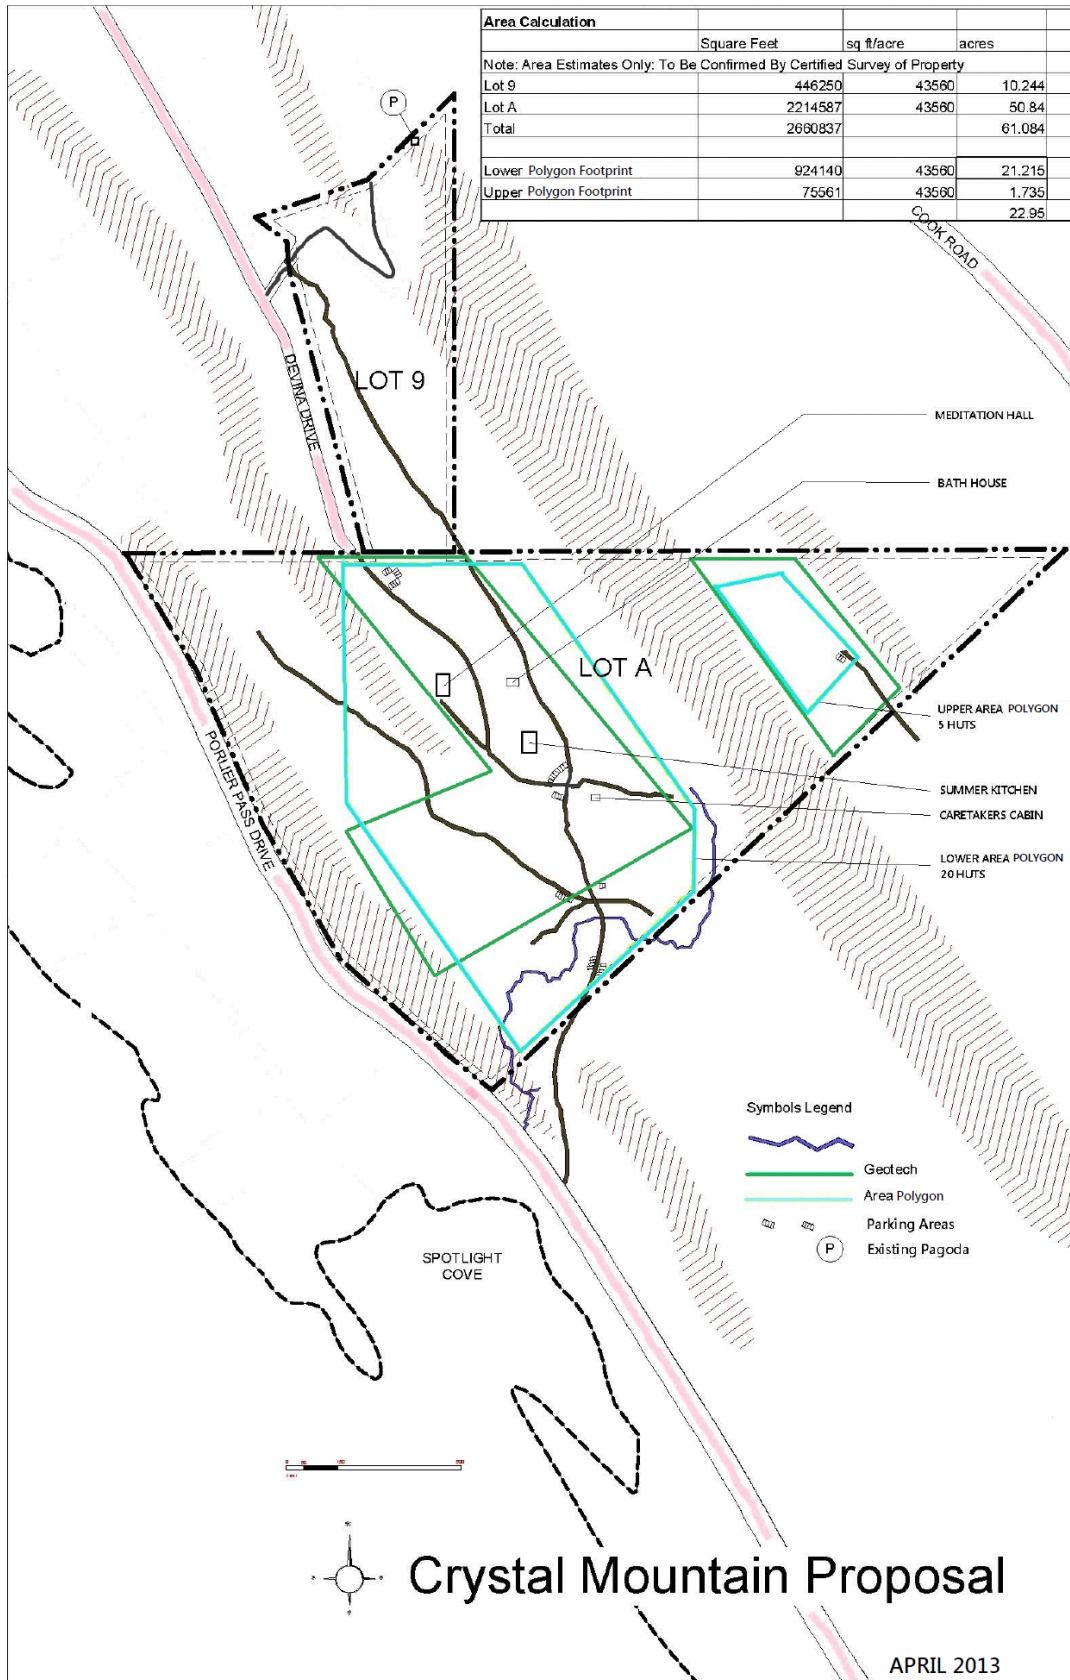 Area Calculation
Square Feet sq ft/acre acres
Note: Area Estimates Only: To Be Confirmed By Certified Survey of Property
Lot 9 446250 43560 10.244
Lot A 2214587 43560 50.84
Total 2660837 61.084
Lower Polygon Footprint 924140 43560 21.215
Upper Polygon Footprint 75561 43560 1.735
22.95
P
COOK ROAD
DEVINA DRIVE
LOT 9
MEDITATION HALL
BATH HOUSE
LOT A
UPPER AREA POLYGON
5 HUTS
PORLIER PASS DRIVE
SUMMER KITCHEN
CARETAKERS CABIN
LOWER AREA POLYGON
20 HUTS
Symbols Legend
Geotech
Area Polygon
Parking Areas
P Existing Pagoda
SPOTLIGHT
COVE
Crystal Mountain Proposal
APRIL 2013